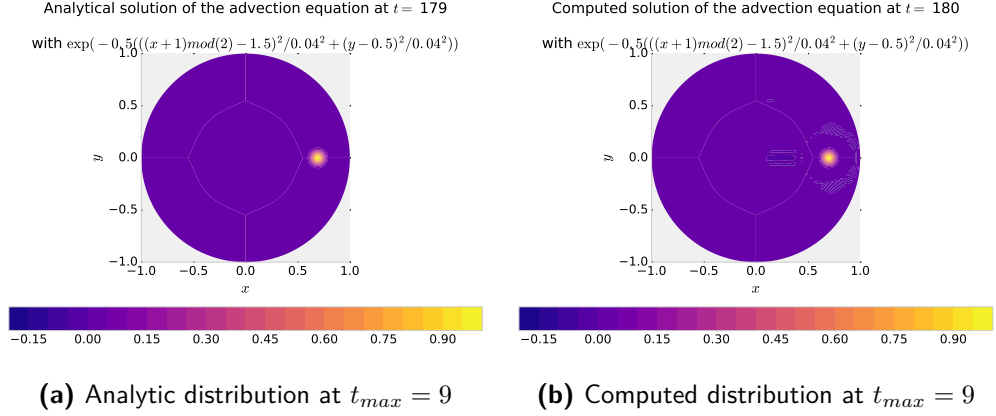 Analytical solution of the advection equation at t = 179
with exp(−0.5(((x+1)mod(2)−1.5)²/0.04²+(y−0.5)²/0.04²))
1.0
0.5
0.0
−0.5
−1.0
y
−1.0 −0.5 0.0 0.5 1.0
x
−0.15 0.00 0.15 0.30 0.45 0.60 0.75 0.90
(a) Analytic distribution at tmax = 9
Computed solution of the advection equation at t = 180
with exp(−0.5(((x+1)mod(2)−1.5)²/0.04²+(y−0.5)²/0.04²))
1.0
0.5
0.0
−0.5
−1.0
y
−1.0 −0.5 0.0 0.5 1.0
x
−0.15 0.00 0.15 0.30 0.45 0.60 0.75 0.90
(b) Computed distribution at tmax = 9